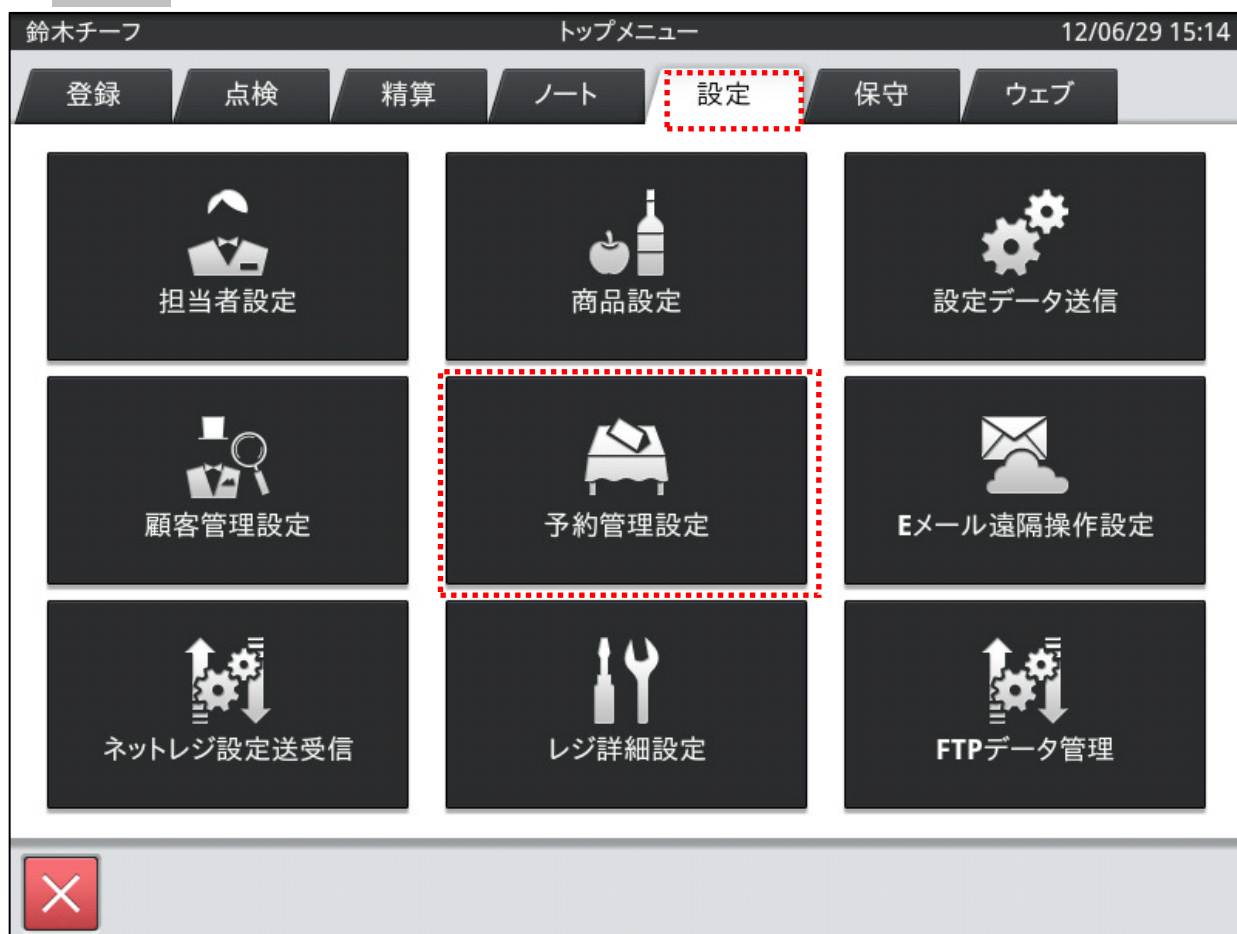 鈴木チーフ トップメニュー 12/06/29 15:14
登録 点検 精算 ノート 設定 保守 ウェブ
担当者設定 商品設定 設定データ送信
顧客管理設定 予約管理設定 Eメール遠隔操作設定
ネットレジ設定送受信 レジ詳細設定 FTPデータ管理